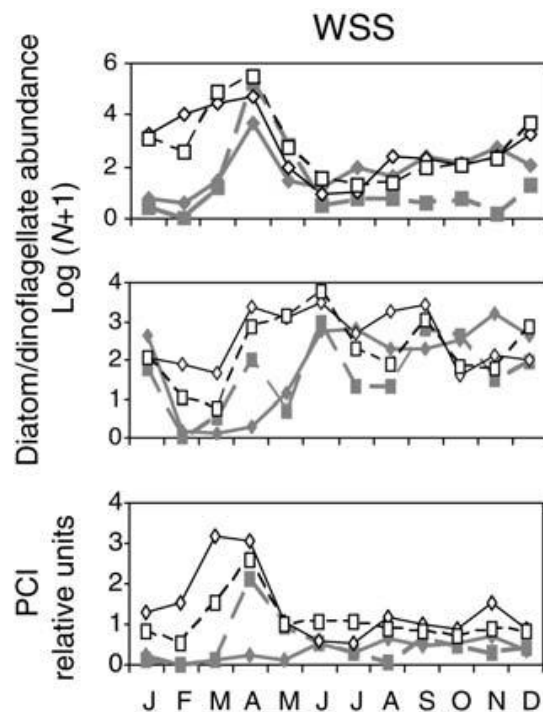 WSS
Diatom/dinoflagellate abundance
Log (N+1)
6
4
2
0
4
3
2
1
0
PCI
relative units
4
3
2
1
0
J F M A M J J A S O N D